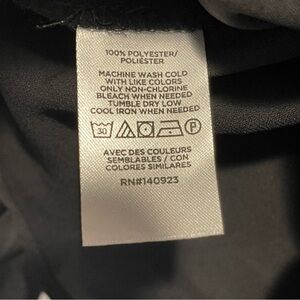 100% POLYESTER/
POLIÉSTER
MACHINE WASH COLD
WITH LIKE COLORS
ONLY NON-CHLORINE
BLEACH WHEN NEEDED
TUMBLE DRY LOW
COOL IRON WHEN NEEDED
30 P
AVEC DES COULEURS
SEMBLABLES / CON
COLORES SIMILARES
RN#140923